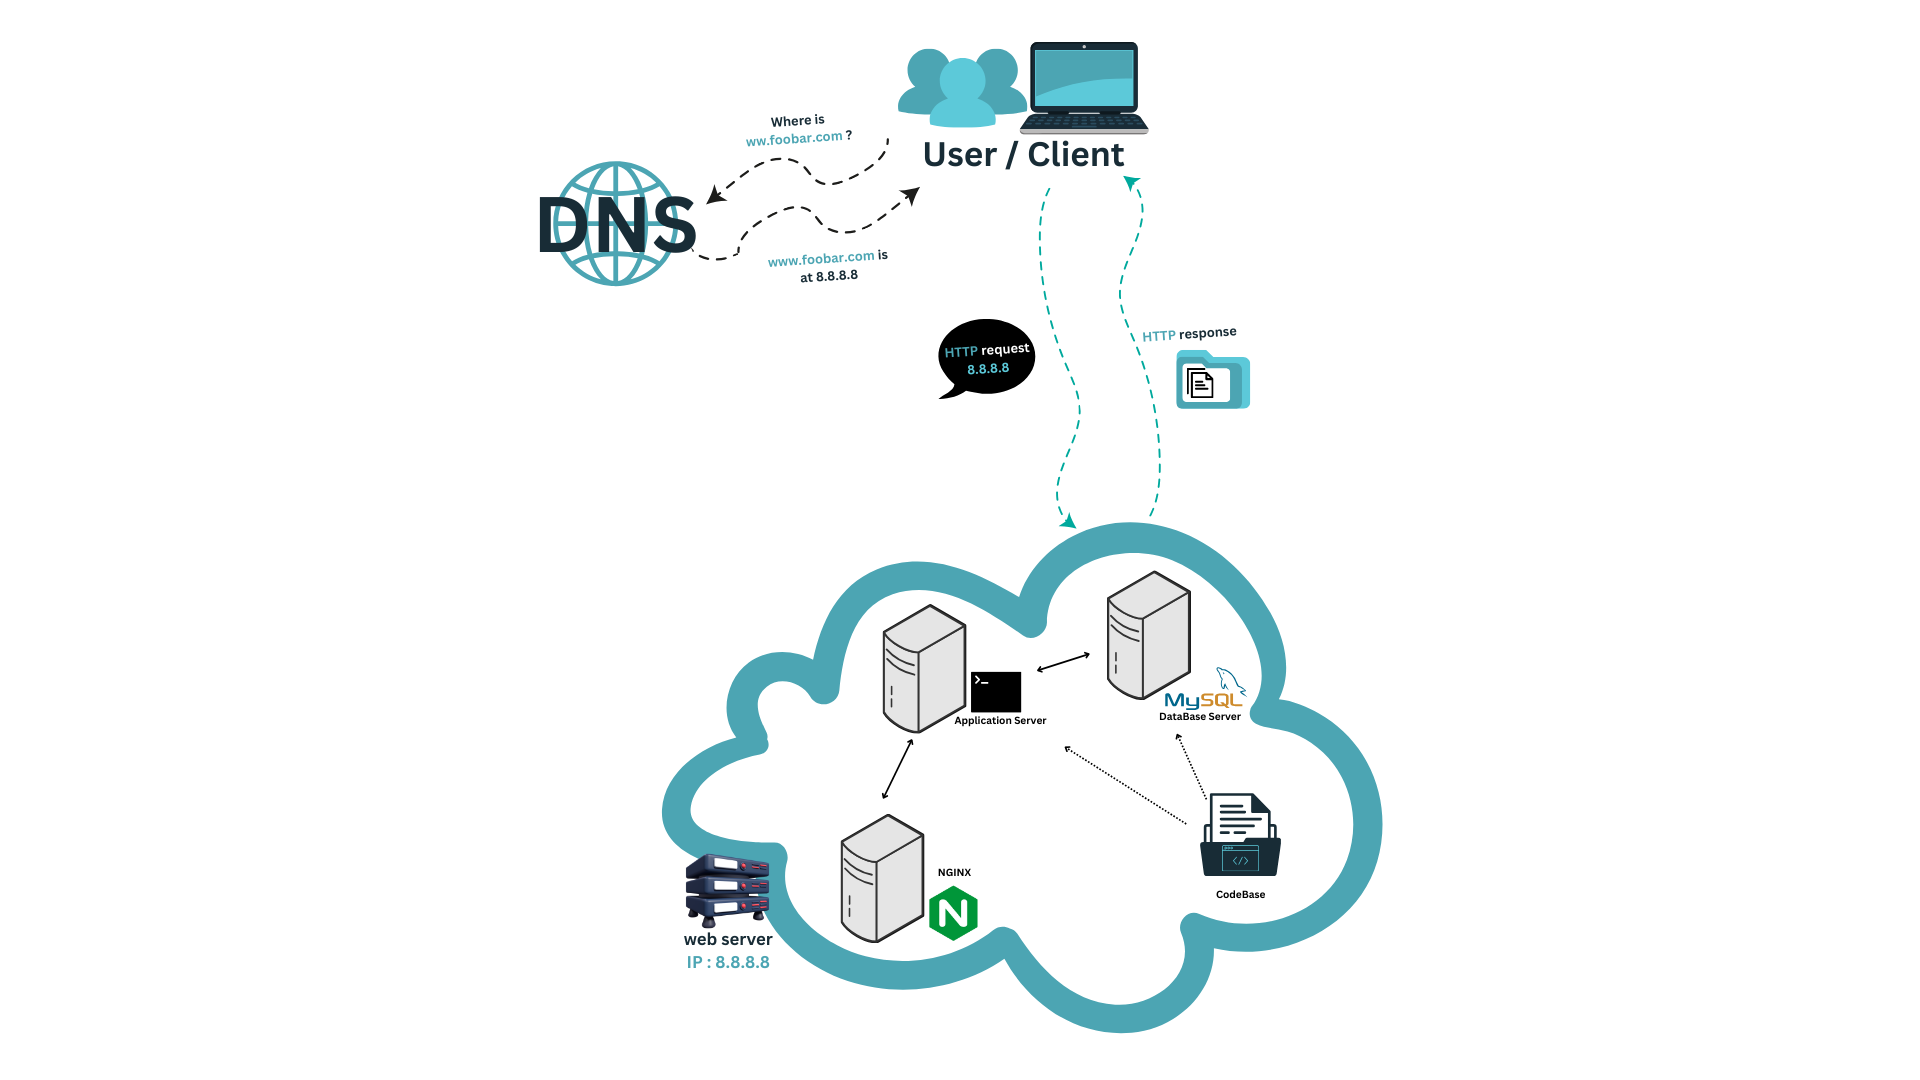 User / Client
Where is
ww.foobar.com ?
DNS
www.foobar.com is
at 8.8.8.8
HTTP request
8.8.8.8
HTTP response
>_
Application Server
MySQL
DataBase Server
NGINX
N
</>
CodeBase
web server
IP : 8.8.8.8